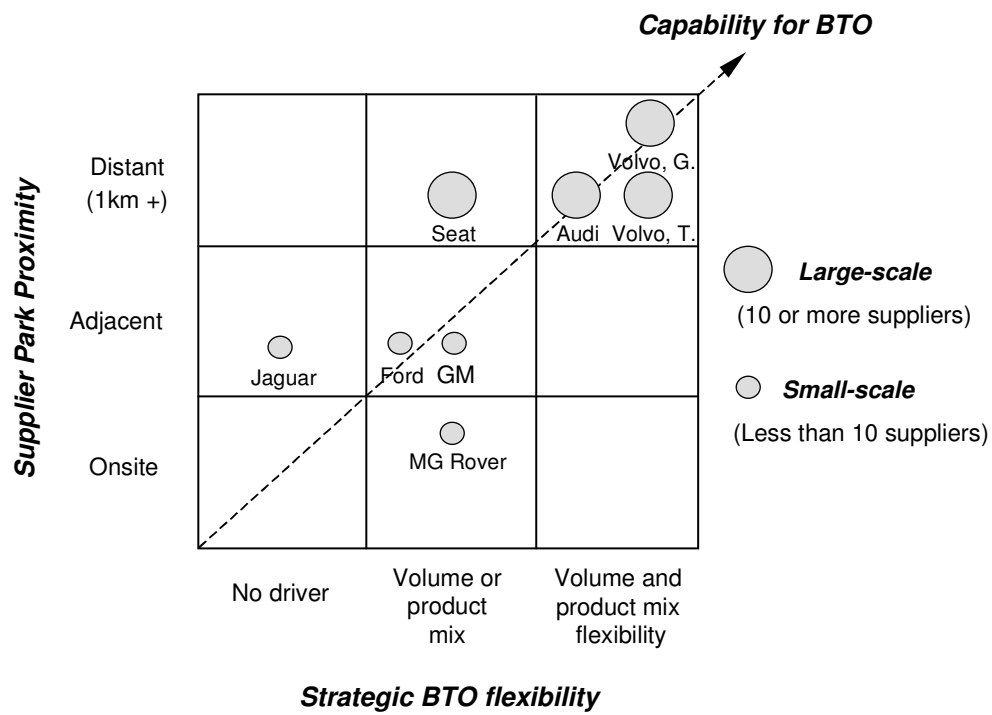 Capability for BTO
Supplier Park Proximity
Distant
(1km +)
Adjacent
Onsite
Volvo, G.
Seat
Audi
Volvo, T.
Jaguar
Ford
GM
MG Rover
Large-scale
(10 or more suppliers)
Small-scale
(Less than 10 suppliers)
No driver
Volume or
product
mix
Volume and
product mix
flexibility
Strategic BTO flexibility